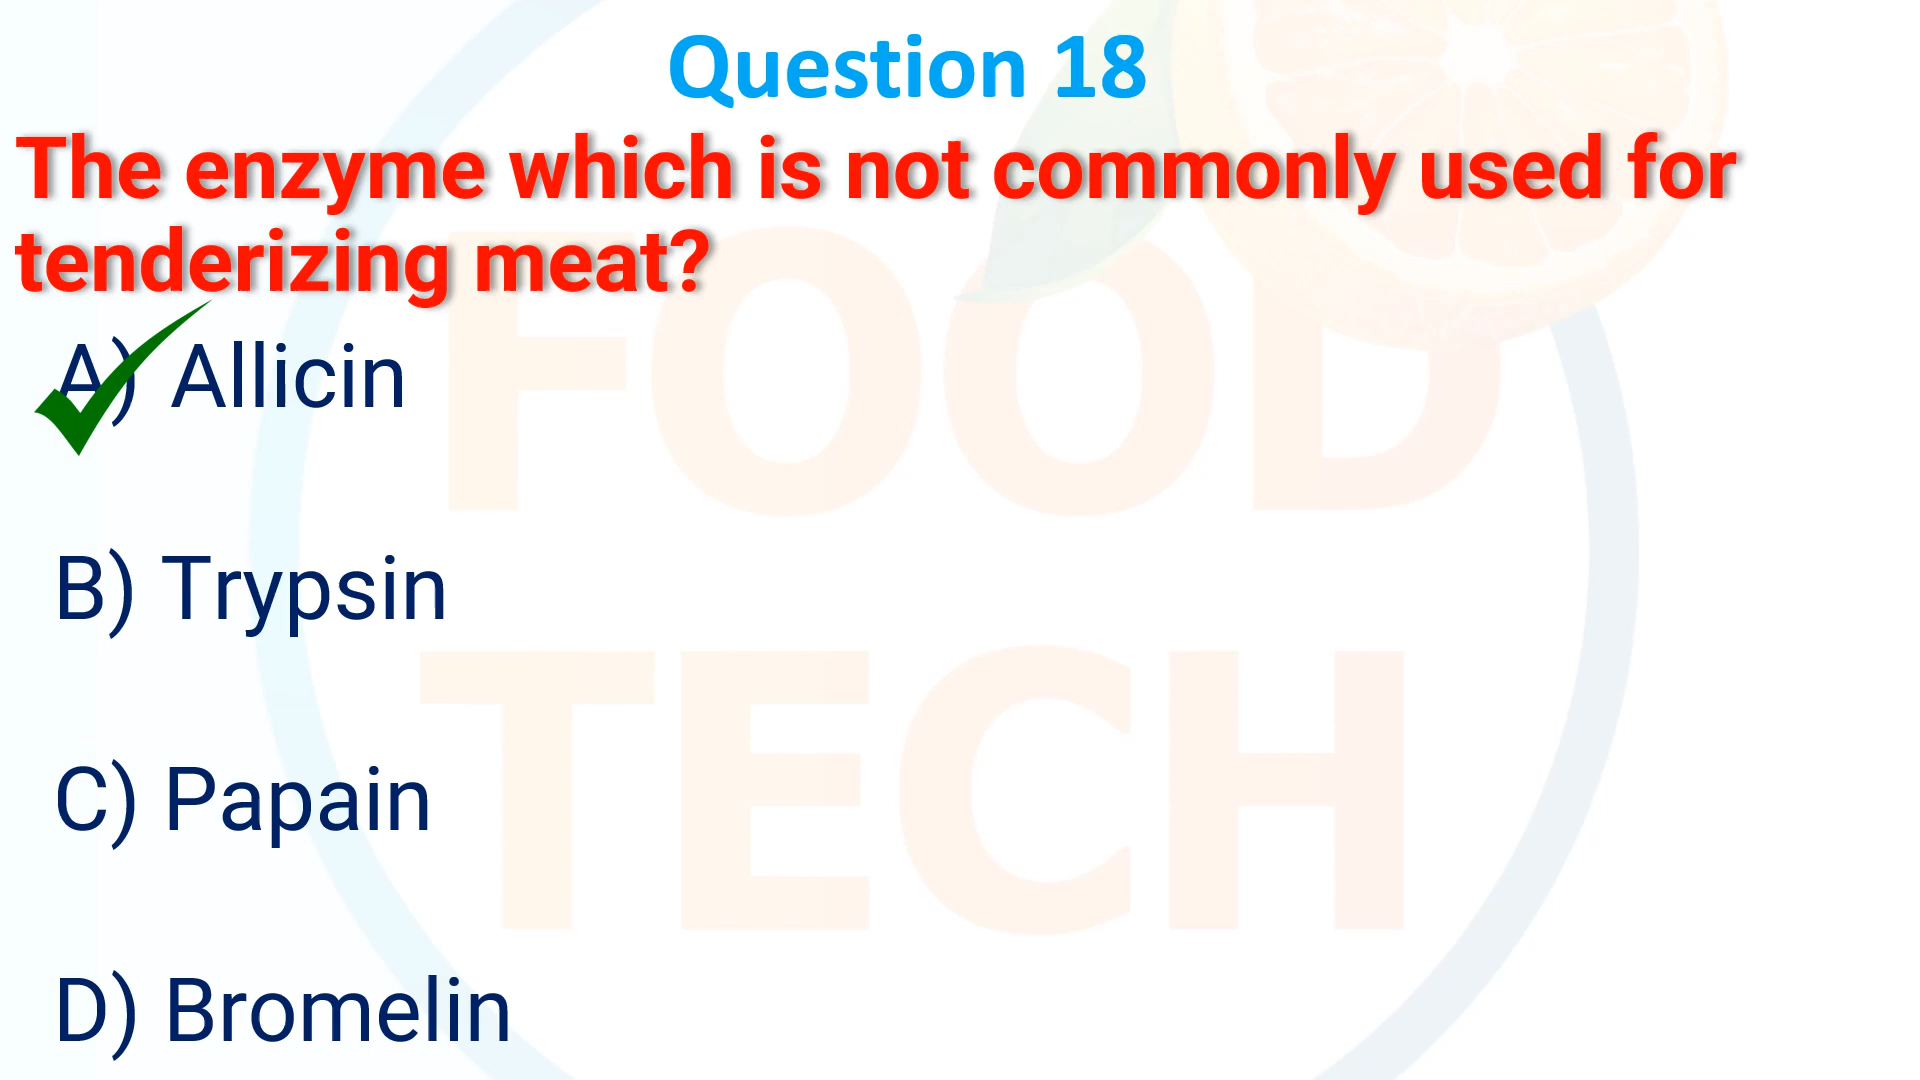 Question 18
The enzyme which is not commonly used for
tenderizing meat?
A) Allicin
B) Trypsin
C) Papain
D) Bromelin
FOOD
TECH